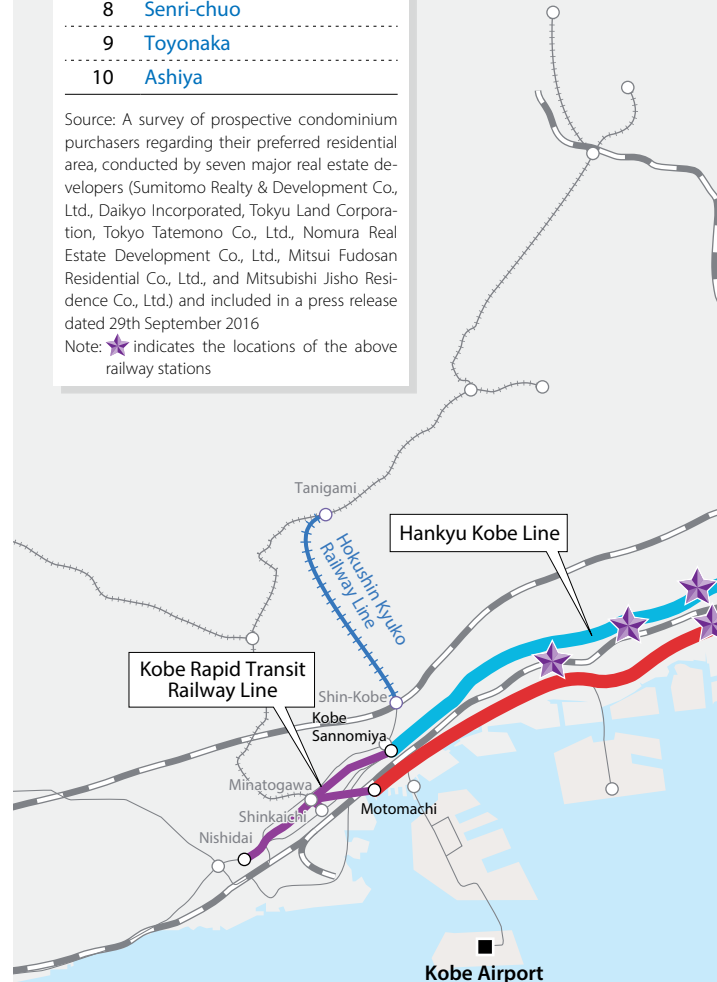 8 Senri-chuo
9 Toyonaka
10 Ashiya
Source: A survey of prospective condominium
purchasers regarding their preferred residential
area, conducted by seven major real estate de-
velopers (Sumitomo Realty & Development Co.,
Ltd., Daikyo Incorporated, Tokyu Land Corpora-
tion, Tokyo Tatemono Co., Ltd., Nomura Real
Estate Development Co., Ltd., Mitsui Fudosan
Residential Co., Ltd., and Mitsubishi Jisho Resi-
dence Co., Ltd.) and included in a press release
dated 29th September 2016
Note: indicates the locations of the above
railway stations
Tanigami
Hokushin Kyuko
Railway Line
Hankyu Kobe Line
Kobe Rapid Transit
Railway Line
Shin-Kobe
Kobe
Sannomiya
Minatogawa
Shinkaichi
Motomachi
Nishidai
Kobe Airport